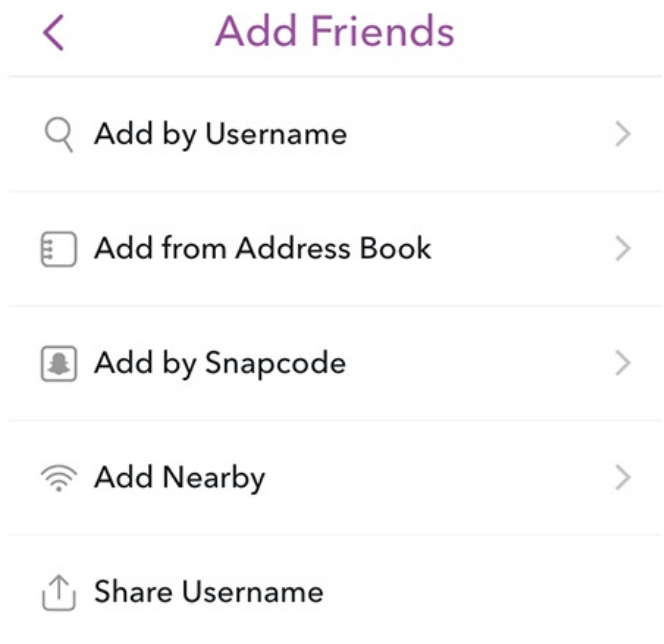 Add Friends
Add by Username
Add from Address Book
Add by Snapcode
Add Nearby
Share Username